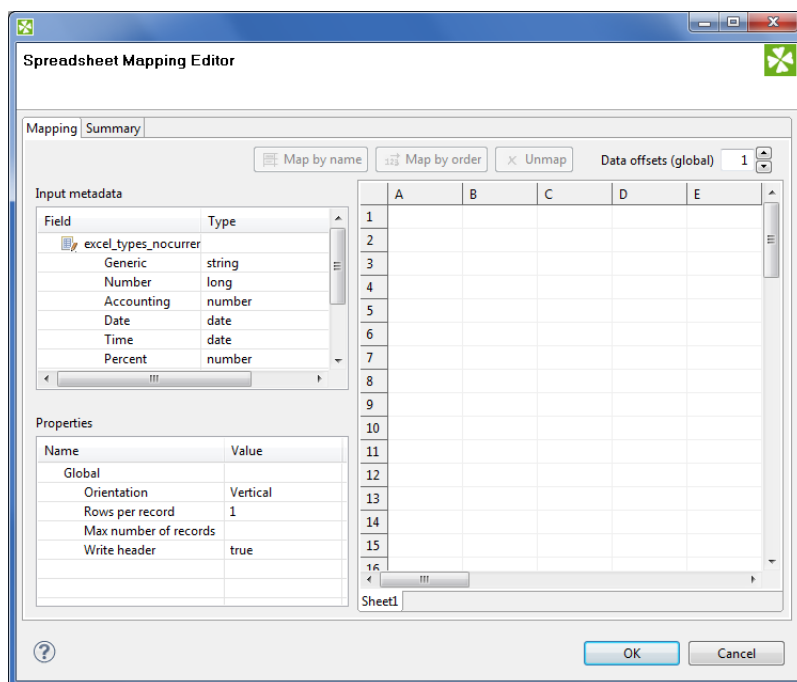 Spreadsheet Mapping Editor
Mapping Summary
Map by name Map by order Unmap Data offsets (global) 1
Input metadata
Field Type
excel_types_nocurrer
Generic string
Number long
Accounting number
Date date
Time date
Percent number
Properties
Name Value
Global
Orientation Vertical
Rows per record 1
Max number of records
Write header true
A B C D E
1
2
3
4
5
6
7
8
9
10
11
12
13
14
15
16
Sheet1
? OK Cancel